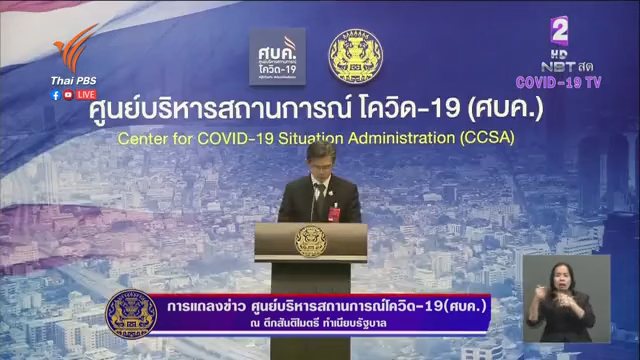 Thai PBS
LIVE
ศบค.
โควิด-19
2
HD
NBT สด
COVID-19 TV
ศูนย์บริหารสถานการณ์ โควิด-19 (ศบค.)
Center for COVID-19 Situation Administration (CCSA)
การแถลงข่าว ศูนย์บริหารสถานการณ์โควิด-19(ศบค.)
ณ ตึกสันติไมตรี ทำเนียบรัฐบาล